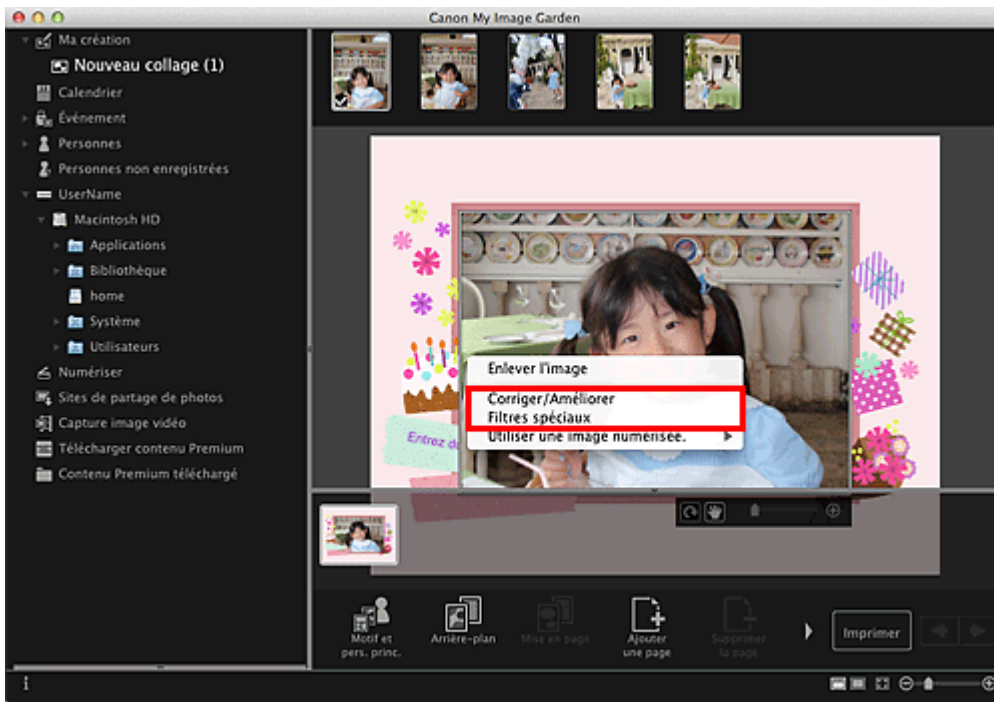 Canon My Image Garden
Ma création
Nouveau collage (1)
Calendrier
Événement
Personnes
Personnes non enregistrées
UserName
Macintosh HD
Applications
Bibliothèque
home
Système
Utilisateurs
Numériser
Sites de partage de photos
Capture image vidéo
Télécharger contenu Premium
Contenu Premium téléchargé
Enlever l'image
Corriger/Améliorer
Filtres spéciaux
Utiliser une image numérisée.
Entrez
Motif et
pers. princ.
Arrière-plan
Mise en page
Ajouter
une page
Supprimer
la page
Imprimer